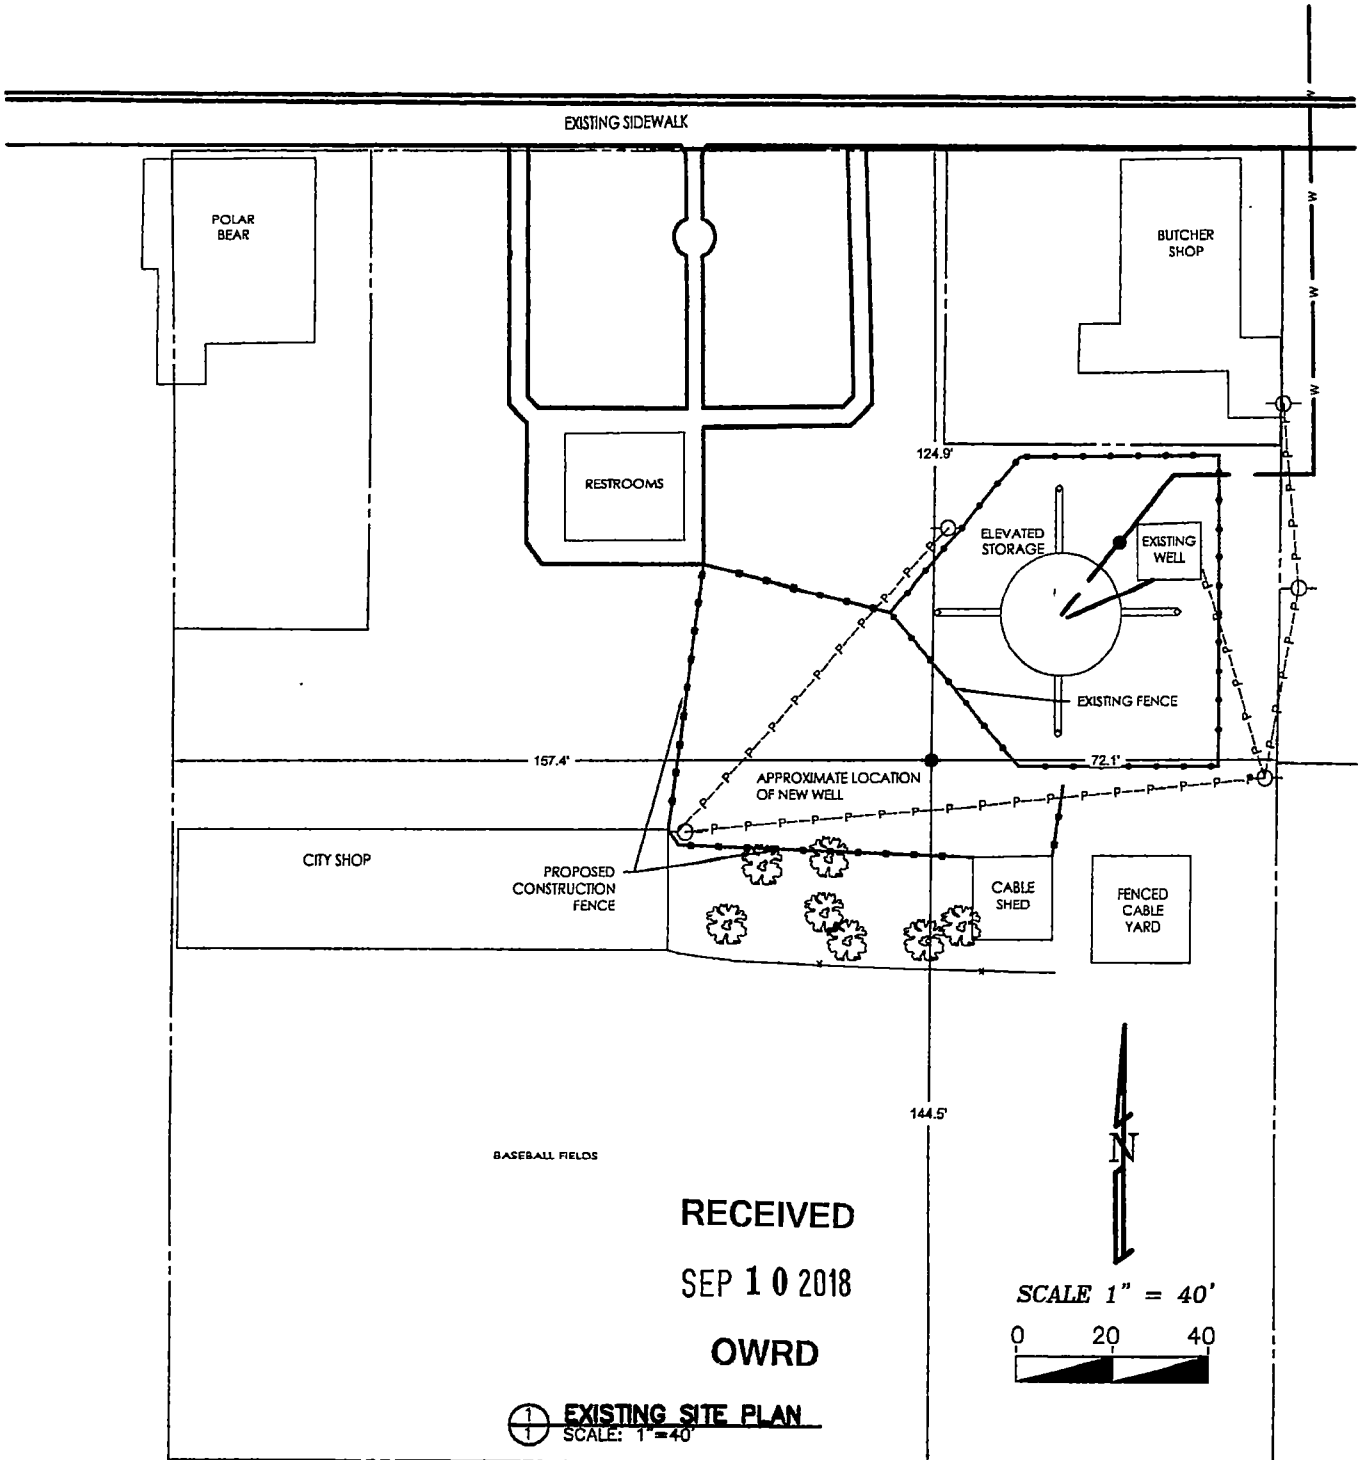 EXISTING SIDEWALK
POLAR
BEAR
BUTCHER
SHOP
W
W
W
W
RESTROOMS
124.9'
ELEVATED
STORAGE
EXISTING
WELL
EXISTING FENCE
157.4'
72.1'
APPROXIMATE LOCATION
OF NEW WELL
CITY SHOP
PROPOSED
CONSTRUCTION
FENCE
CABLE
SHED
FENCED
CABLE
YARD
144.5'
BASEBALL FIELDS
N
RECEIVED
SEP 10 2018
OWRD
SCALE 1" = 40'
0 20 40
1
1
EXISTING SITE PLAN
SCALE: 1"=40'